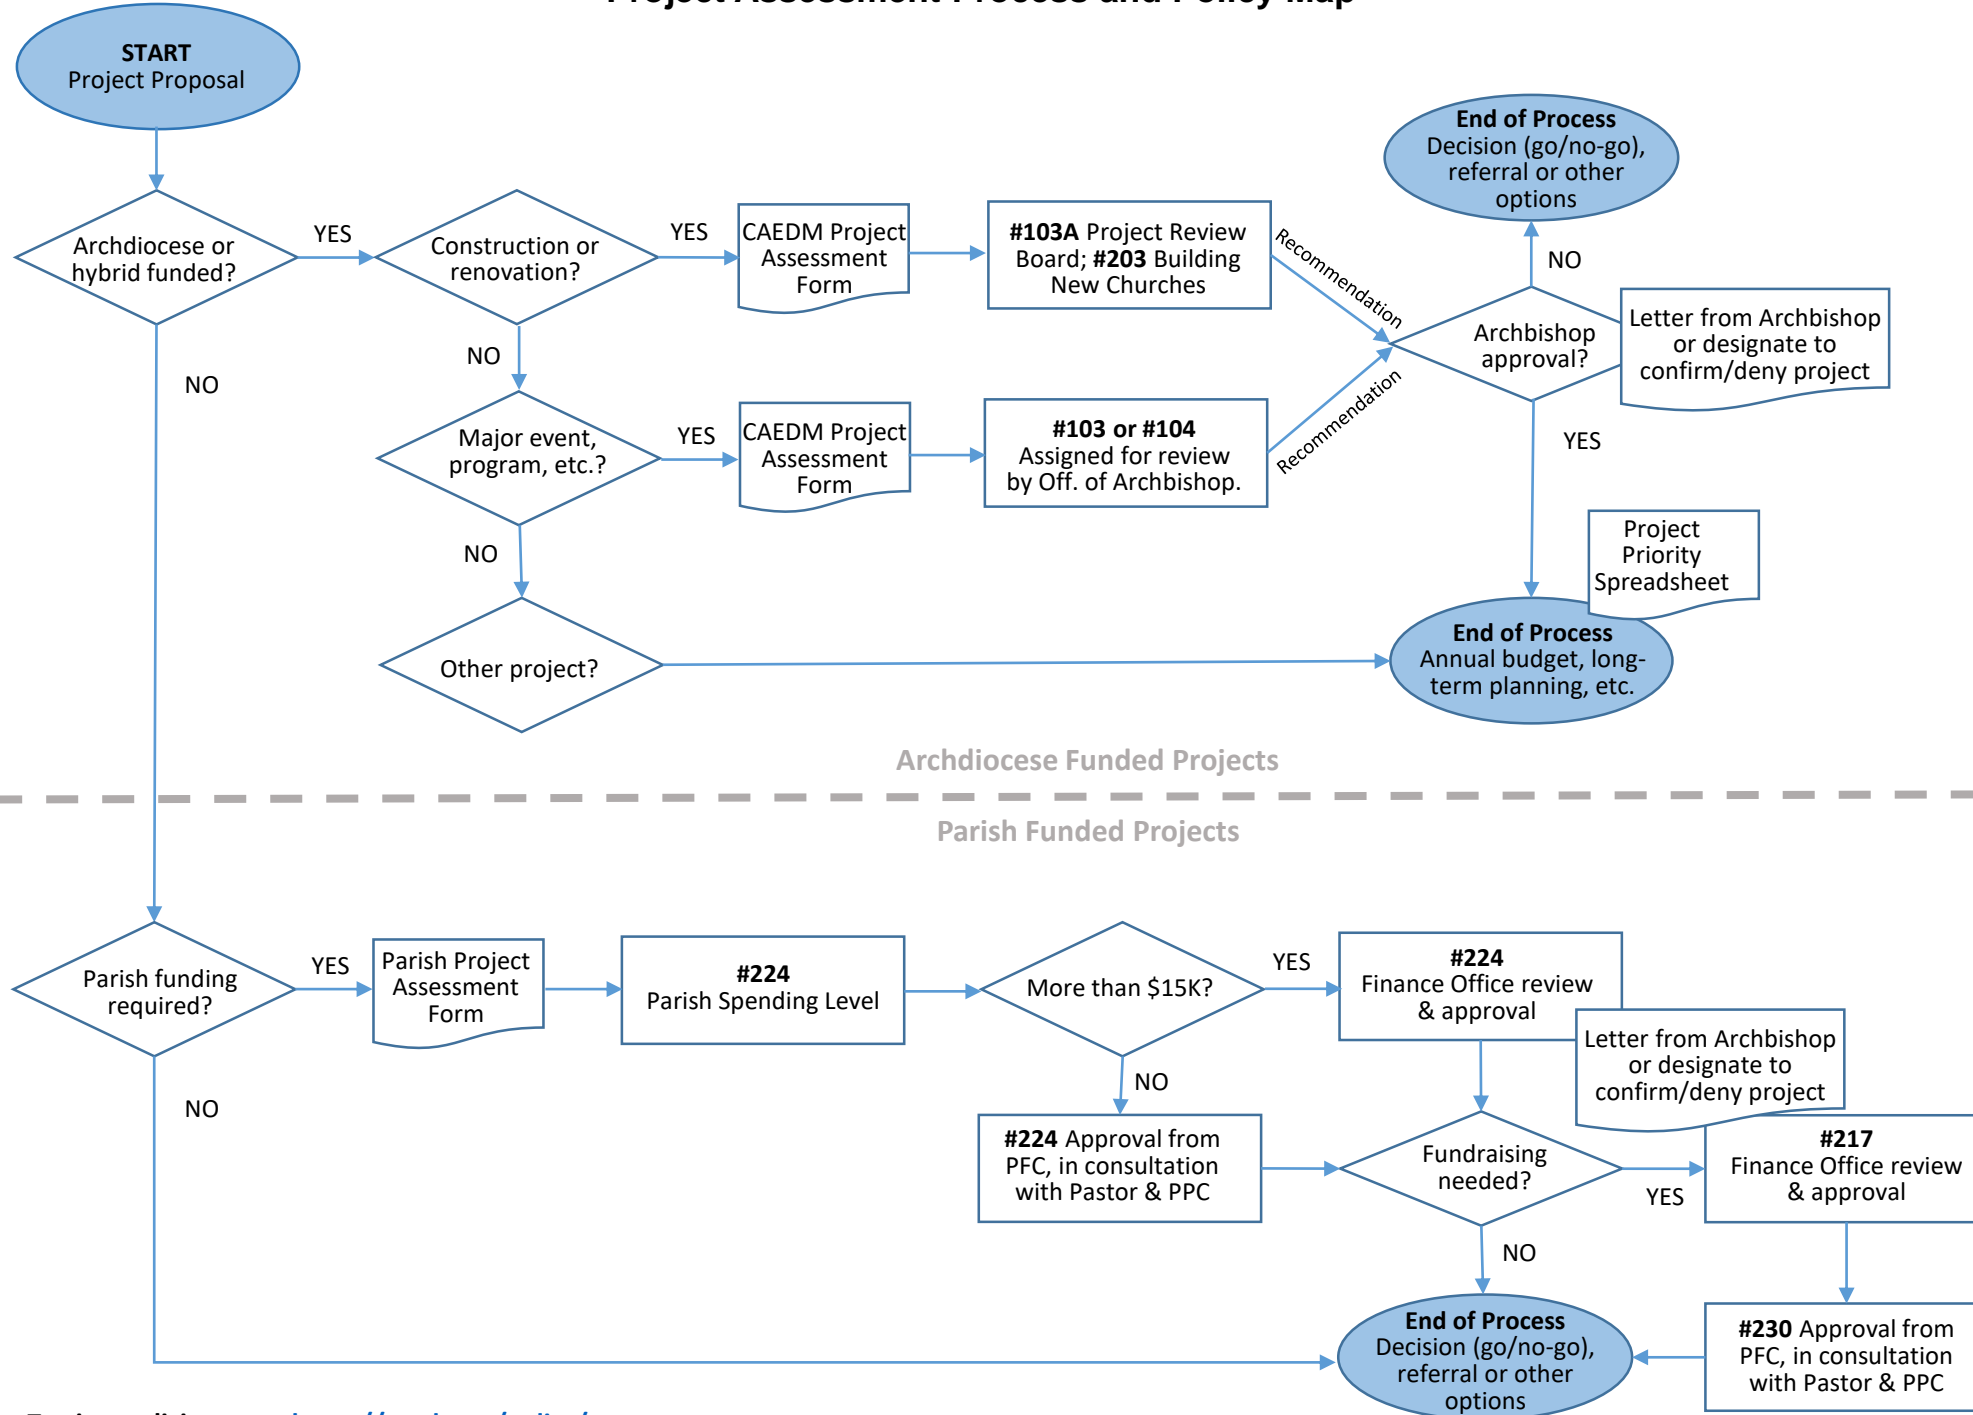 START
Project Proposal
Archdiocese or
hybrid funded?
YES
Construction or
renovation?
YES
CAEDM Project
Assessment
Form
#103A Project Review
Board; #203 Building
New Churches
Recommendation
End of Process
Decision (go/no-go),
referral or other
options
NO
Archbishop
approval?
Letter from Archbishop
or designate to
confirm/deny project
NO
NO
Major event,
program, etc.?
YES
CAEDM Project
Assessment
Form
#103 or #104
Assigned for review
by Off. of Archbishop.
Recommendation
YES
NO
Project
Priority
Spreadsheet
Other project?
End of Process
Annual budget, long-
term planning, etc.
Archdiocese Funded Projects
Parish Funded Projects
Parish funding
required?
YES
Parish Project
Assessment
Form
#224
Parish Spending Level
More than $15K?
YES
#224
Finance Office review
& approval
Letter from Archbishop
or designate to
confirm/deny project
NO
NO
#224 Approval from
PFC, in consultation
with Pastor & PPC
Fundraising
needed?
YES
#217
Finance Office review
& approval
NO
End of Process
Decision (go/no-go),
referral or other
options
#230 Approval from
PFC, in consultation
with Pastor & PPC